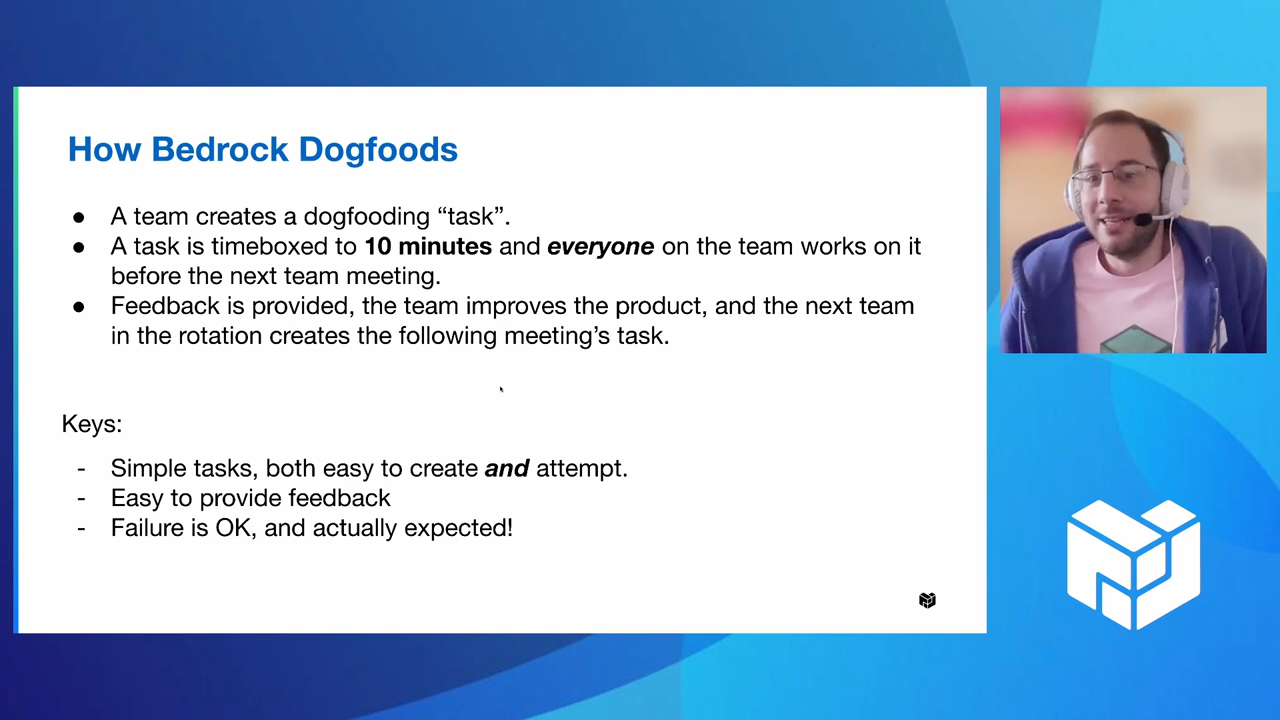 How Bedrock Dogfoods
● A team creates a dogfooding “task”.
● A task is timeboxed to 10 minutes and everyone on the team works on it
before the next team meeting.
● Feedback is provided, the team improves the product, and the next team
in the rotation creates the following meeting’s task.
Keys:
- Simple tasks, both easy to create and attempt.
- Easy to provide feedback
- Failure is OK, and actually expected!